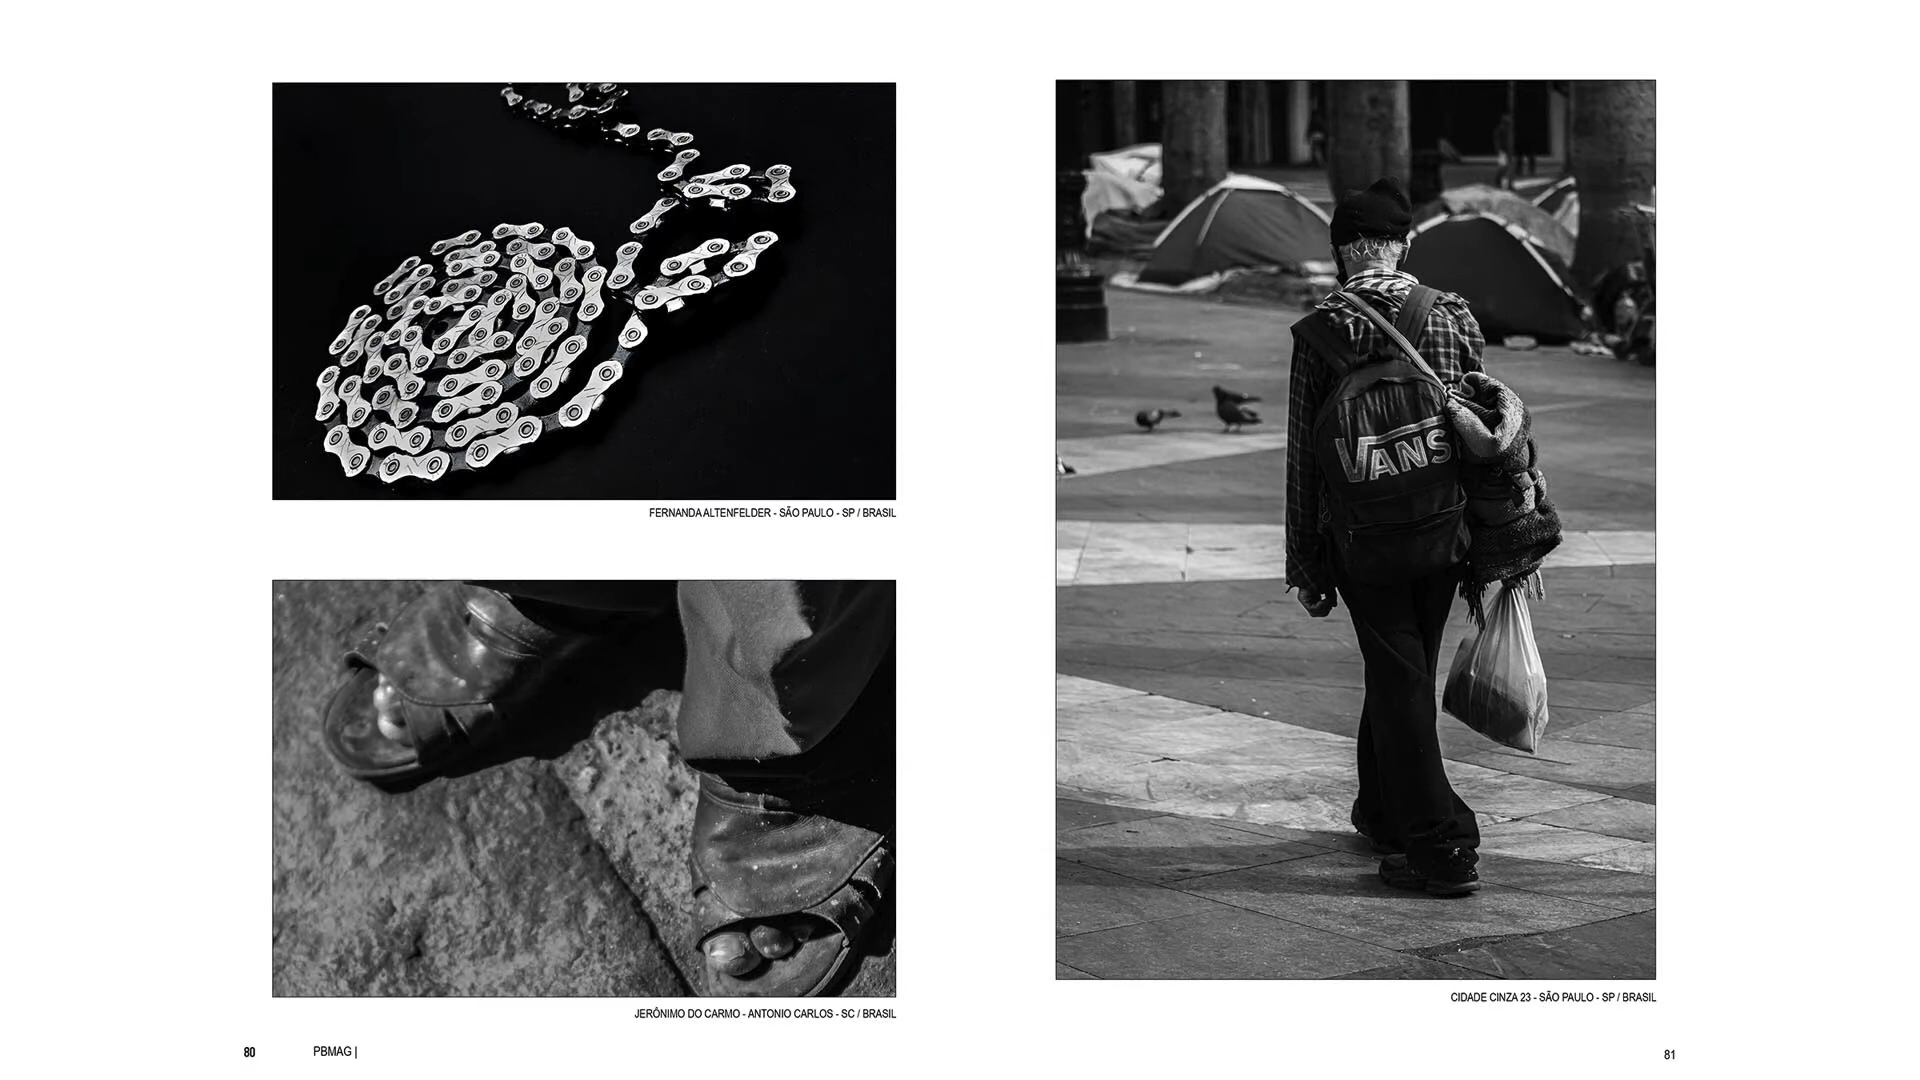 FERNANDA ALTENFELDER - SÃO PAULO - SP / BRASIL
JERÔNIMO DO CARMO - ANTONIO CARLOS - SC / BRASIL
80
PBMAG |
VANS
CIDADE CINZA 23 - SÃO PAULO - SP / BRASIL
81